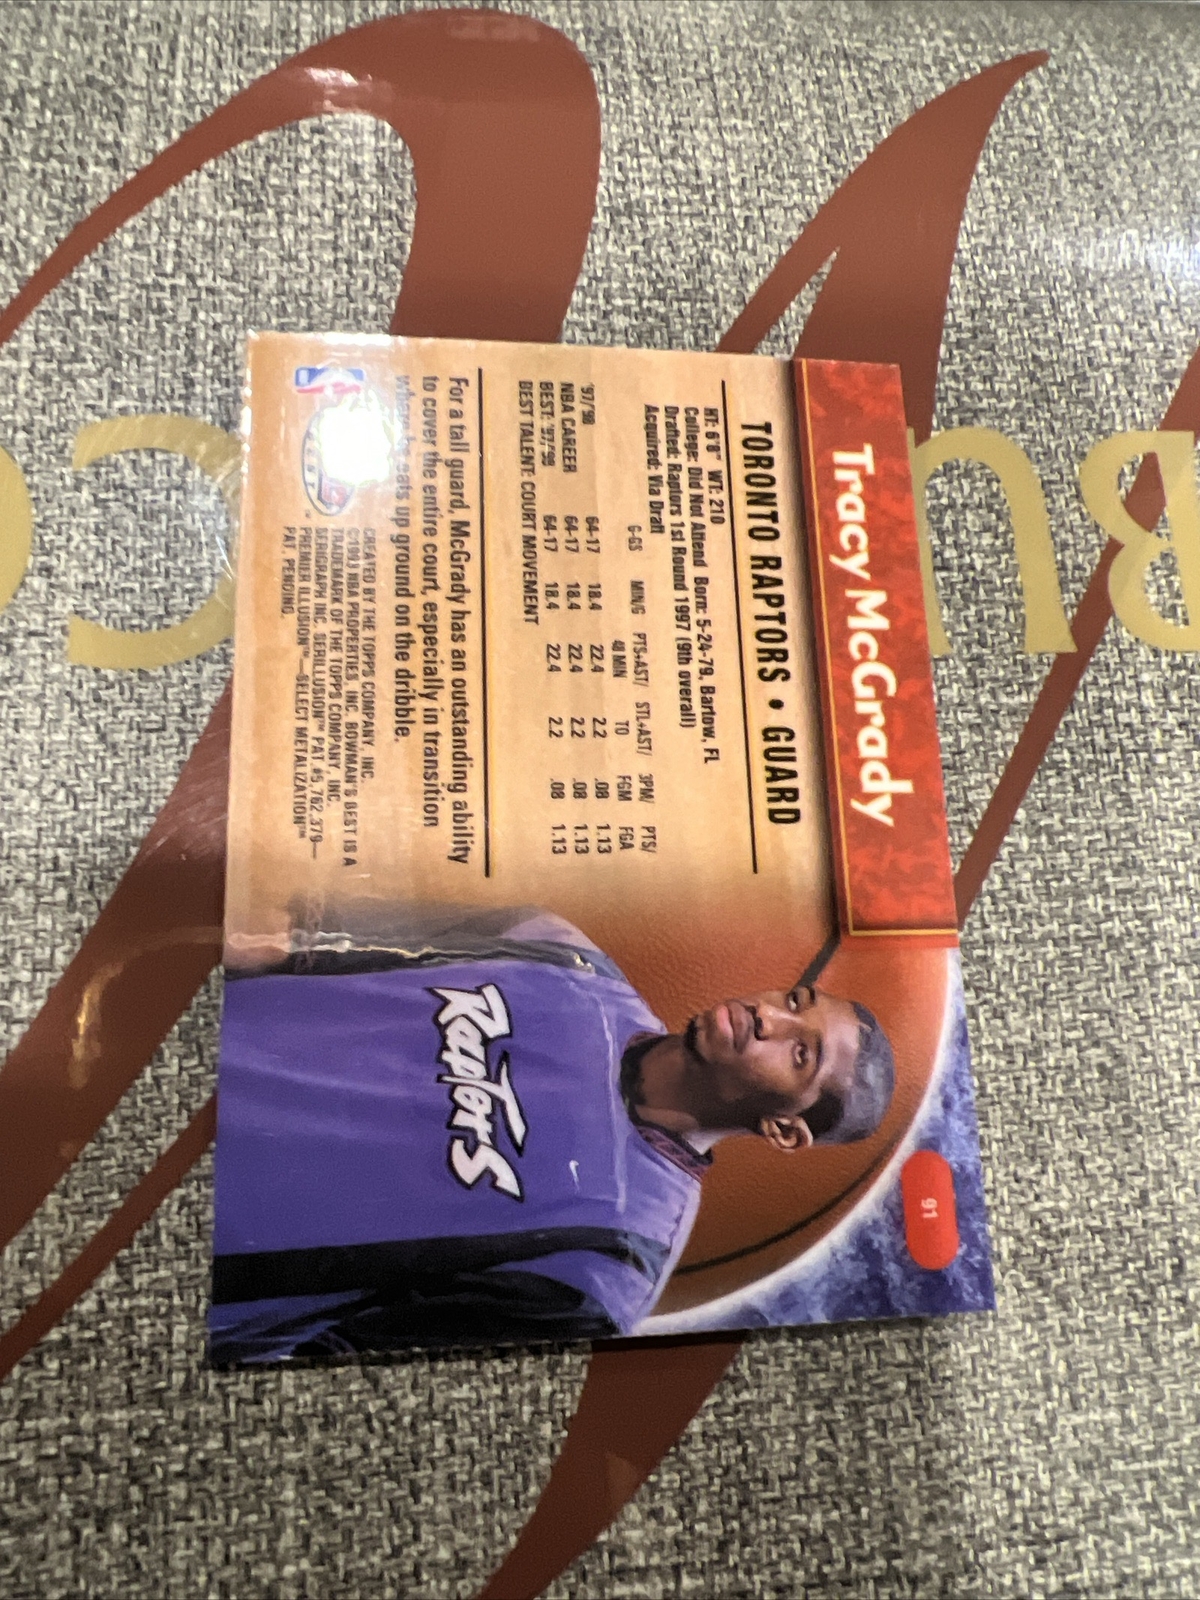 Tracy McGrady
91
TORONTO RAPTORS • GUARD
HT: 6'8" WT: 210
College: Did Not Attend Born: 5-24-79, Bartow, FL
Drafted: Raptors 1st Round 1997 (9th overall)
Acquired: Via Draft
G-GS MIN/G PTS+AST/ 48 MIN STL+AST/ TO 3PM/ FGM PTS/ FGA
'97/'98 64-17 18.4 22.4 2.2 .08 1.13
NBA CAREER 64-17 18.4 22.4 2.2 .08 1.13
BEST: '97/'98 64-17 18.4 22.4 2.2 .08 1.13
BEST TALENT: COURT MOVEMENT
For a tall guard, McGrady has an outstanding ability
to cover the entire court, especially in transition
where he eats up ground on the dribble.
CREATED BY THE TOPPS COMPANY, INC.
BOWMAN'S BEST IS A
TRADEMARK OF THE TOPPS COMPANY, INC.
SERIGRAPH INC. SERILLUSION™ PAT. #5,762,379—
PREMIER ILLUSION™—SELECT METALIZATION™
PAT. PENDING.
RAPTORS